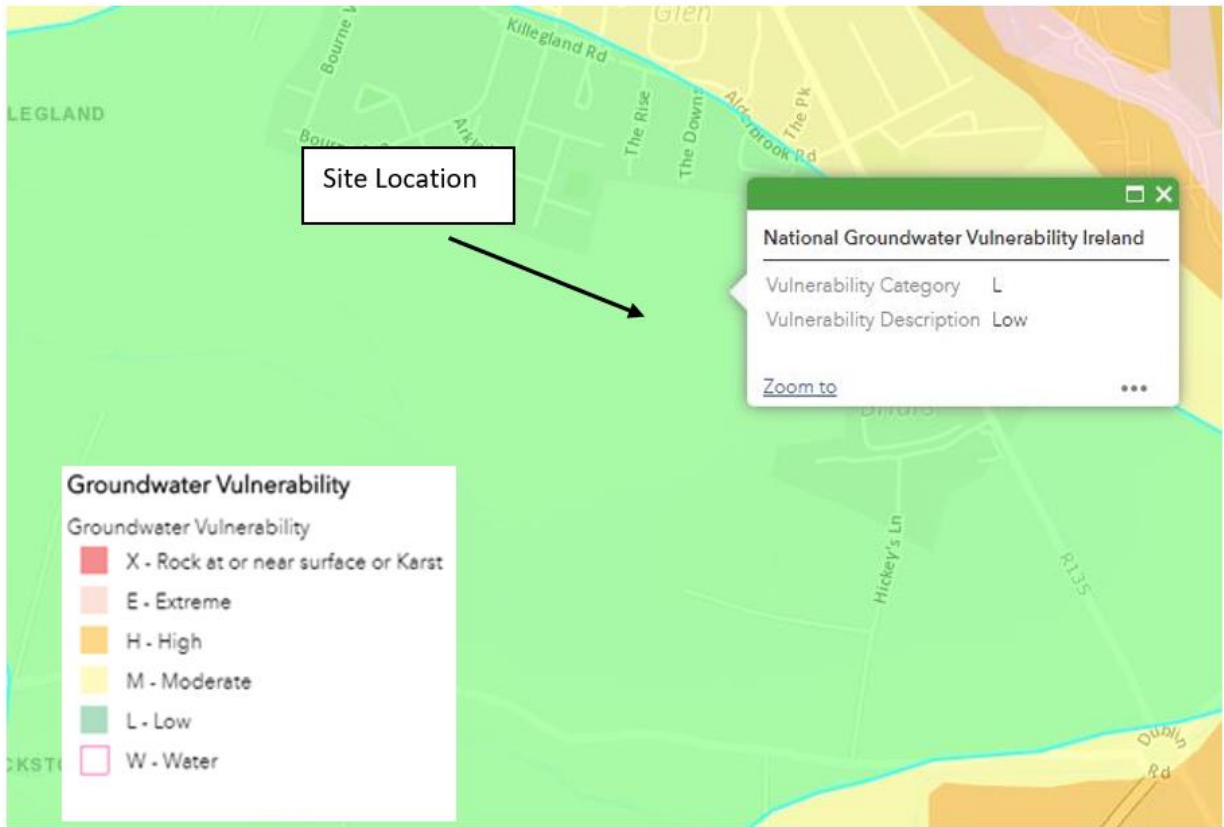 Glen
Killegland Rd
Bourne V
LEGLAND
The Rise
The Downs
Alderbrook Rd
The Pk
Site Location
National Groundwater Vulnerability Ireland
Vulnerability Category L
Vulnerability Description Low
Zoom to
Groundwater Vulnerability
Groundwater Vulnerability
X - Rock at or near surface or Karst
E - Extreme
H - High
M - Moderate
L - Low
W - Water
Hickey's Ln
R135
Dublin Rd